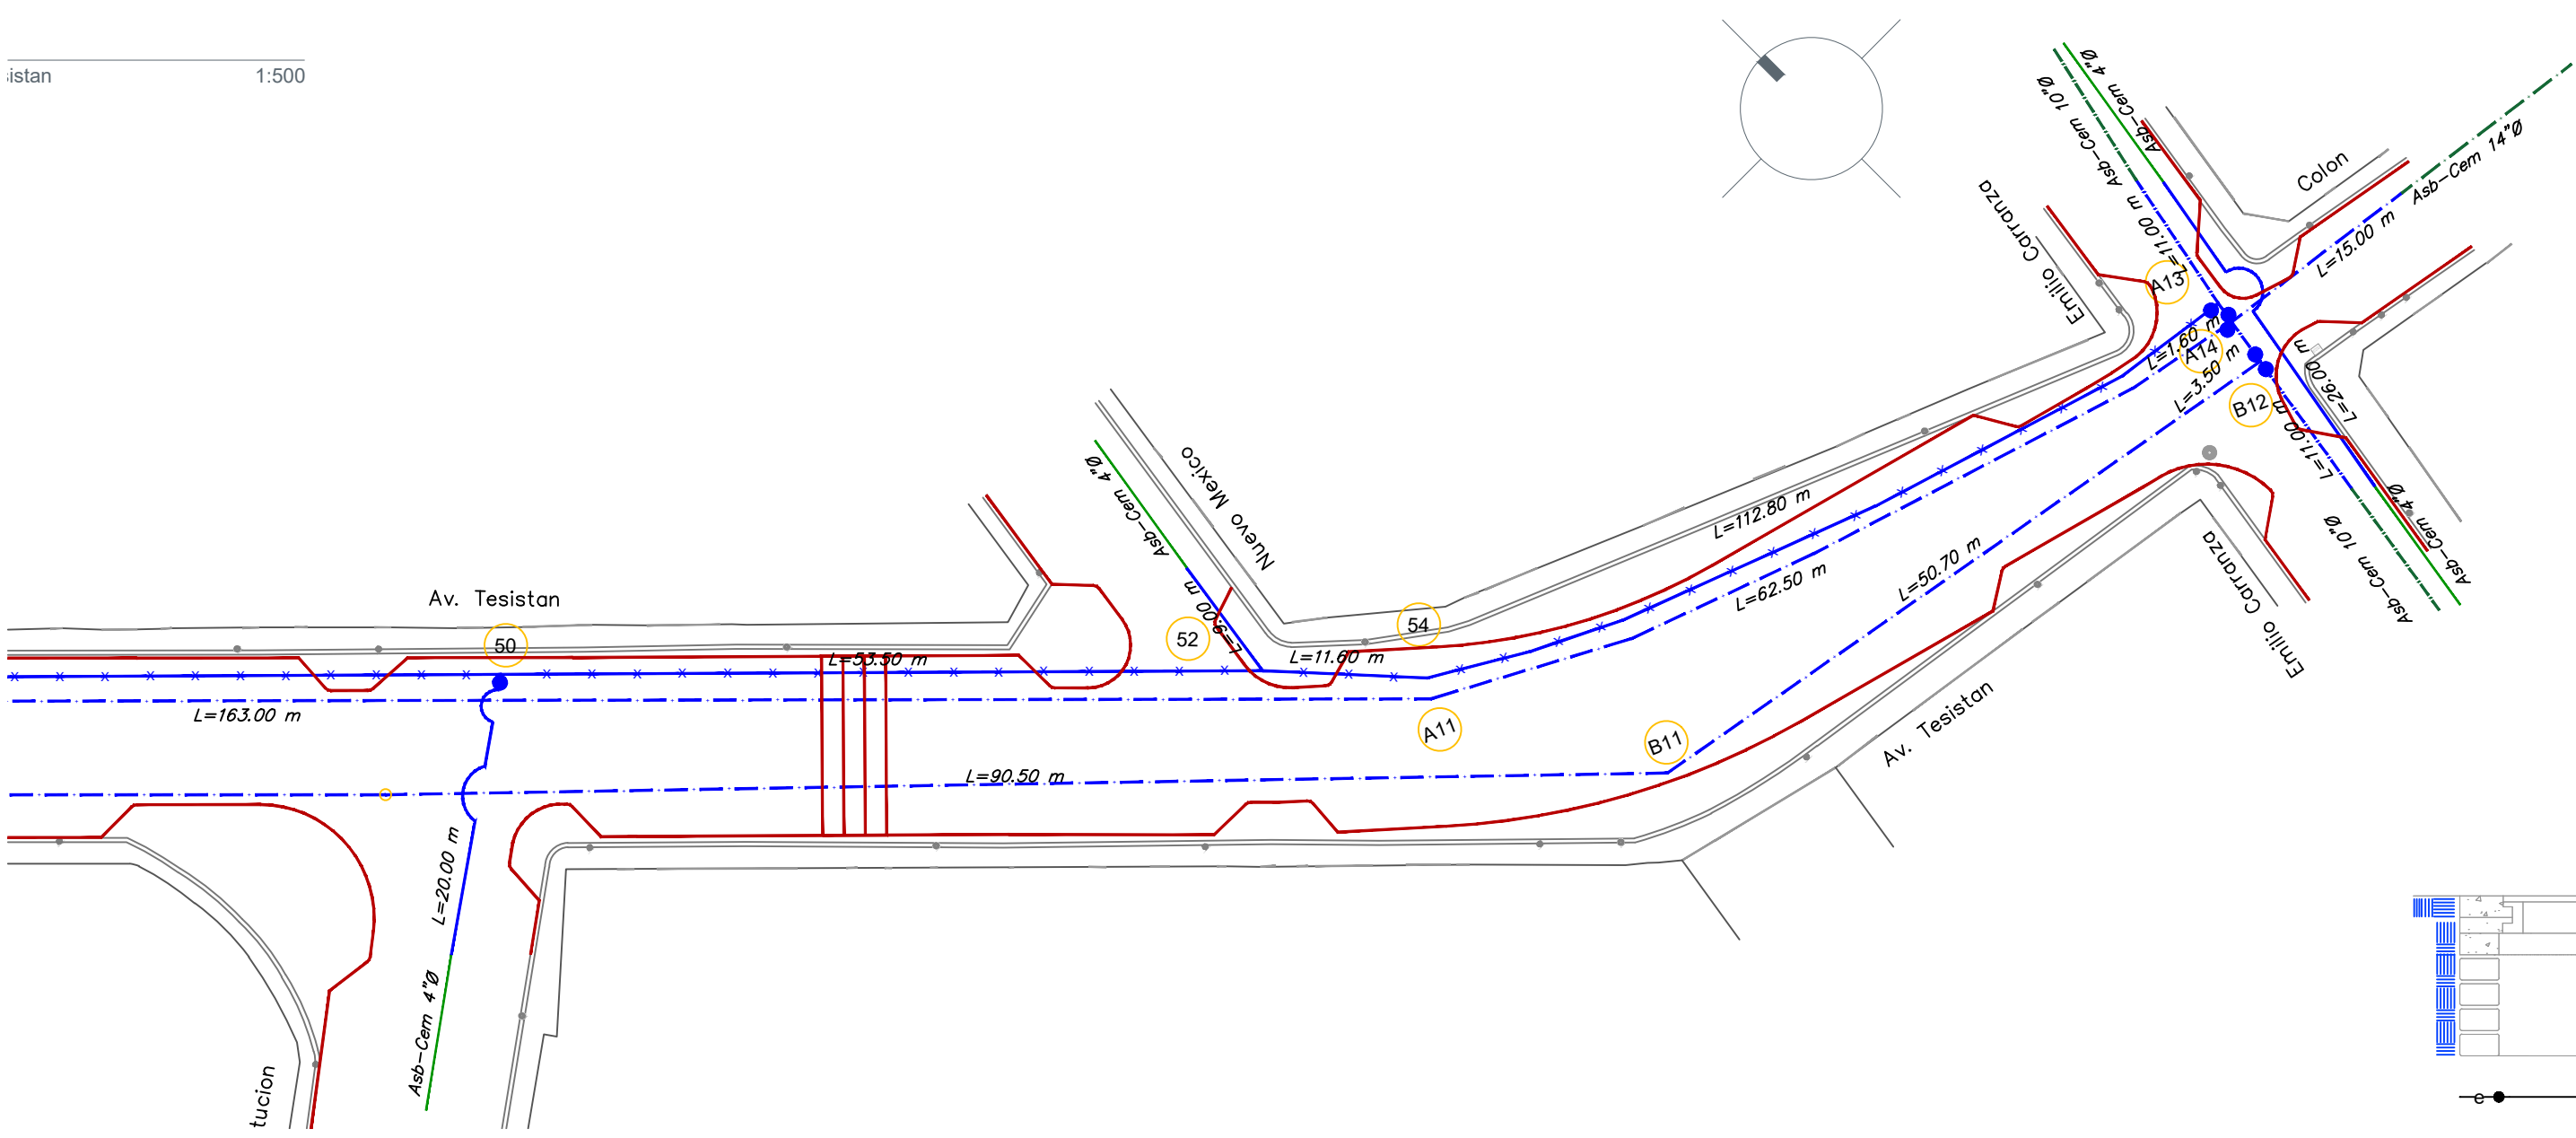 istan
1:500
Asb-Cem 4"Ø
Asb-Cem 10"Ø
L=11.00 m
Colon
Asb-Cem 14"Ø
L=15.00 m
Emilio Carranza
A13
L=1.60 m
A14
L=3.50 m
B12
L=26.00 m
L=11.00 m
Asb-Cem 4"Ø
Asb-Cem 10"Ø
Emilio Carranza
Nuevo Mexico
Asb-Cem 4"Ø
L=9.00 m
L=112.80 m
L=62.50 m
L=50.70 m
Av. Tesistan
50
52
54
L=53.50 m
L=11.60 m
L=163.00 m
A11
B11
Av. Tesistan
L=90.50 m
L=20.00 m
Asb-Cem 4"Ø
tucion
e